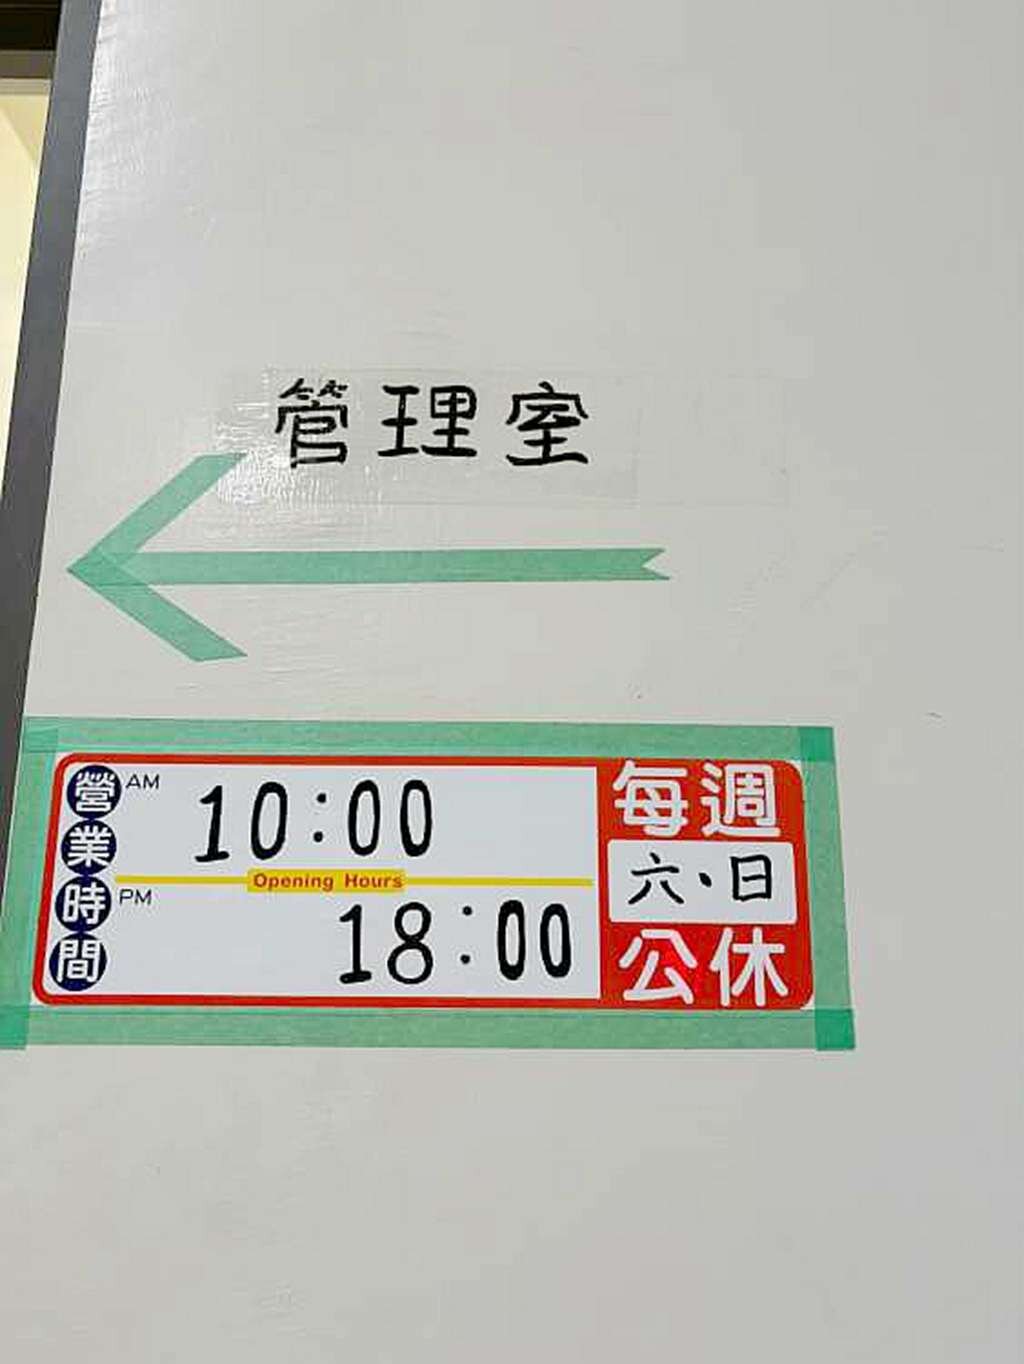 管理室
營業時間
AM 10:00
Opening Hours
PM 18:00
每週
六·日
公休